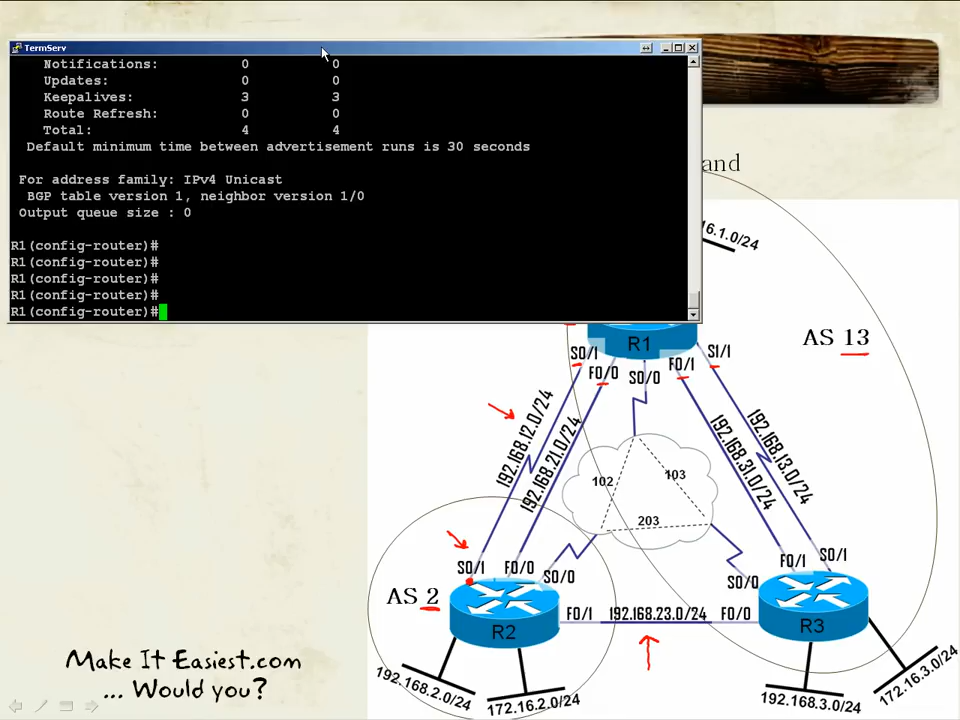 TermServ
Notifications: 0 0
Updates: 0 0
Keepalives: 3 3
Route Refresh: 0 0
Total: 4 4
Default minimum time between advertisement runs is 30 seconds
For address family: IPv4 Unicast
BGP table version 1, neighbor version 1/0
Output queue size : 0
R1(config-router)#
R1(config-router)#
R1(config-router)#
R1(config-router)#
R1(config-router)#
and
16.1.0/24
AS 13
R1
S0/1
F0/0
S0/0
F0/1
S1/1
192.168.12.0/24
192.168.21.0/24
192.168.31.0/24
192.168.13.0/24
102
103
203
S0/1
F0/0
S0/0
AS 2
R2
F0/1
192.168.23.0/24
F0/0
S0/0
F0/1
S0/1
R3
192.168.2.0/24
172.16.2.0/24
192.168.3.0/24
172.16.3.0/24
Make It Easiest.com
... Would you?